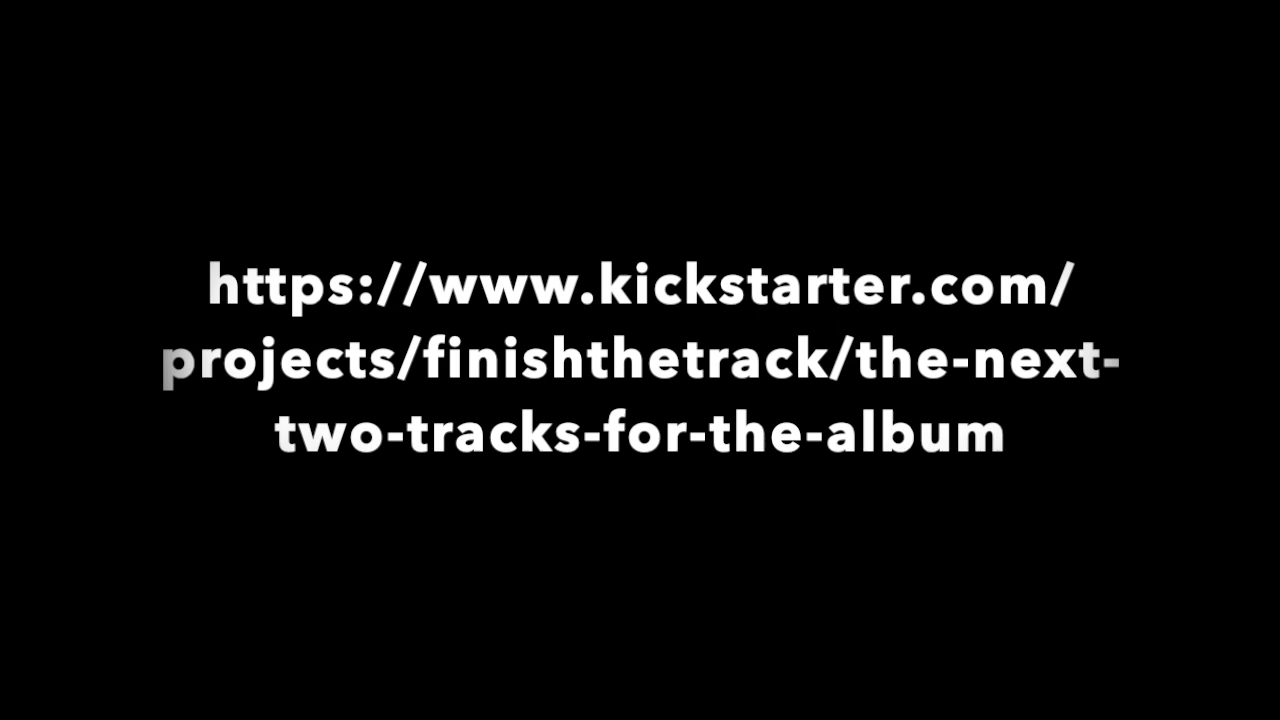 https://www.kickstarter.com/
projects/finishthetrack/the-next-
two-tracks-for-the-album